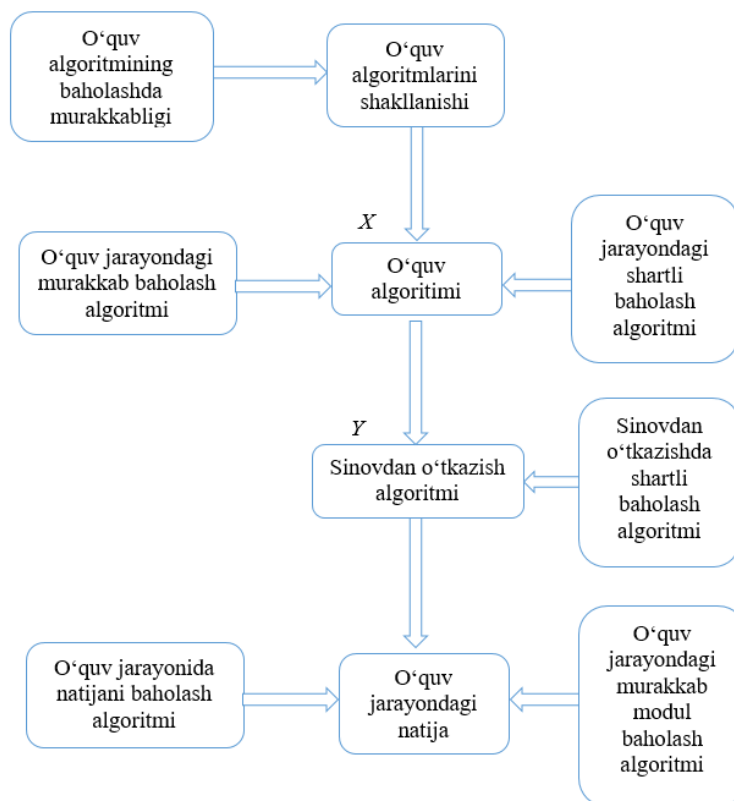 O‘quv
algoritmining
baholashda
murakkabligi
O‘quv
algoritmlarini
shakllanishi
X
O‘quv jarayondagi
murakkab baholash
algoritmi
O‘quv
algoritimi
O‘quv
jarayondagi
shartli
baholash
algoritmi
Y
Sinovdan o‘tkazish
algoritmi
Sinovdan
o‘tkazishda
shartli
baholash
algoritmi
O‘quv jarayonida
natijani baholash
algoritmi
O‘quv
jarayondagi
natija
O‘quv
jarayondagi
murakkab
modul
baholash
algoritmi